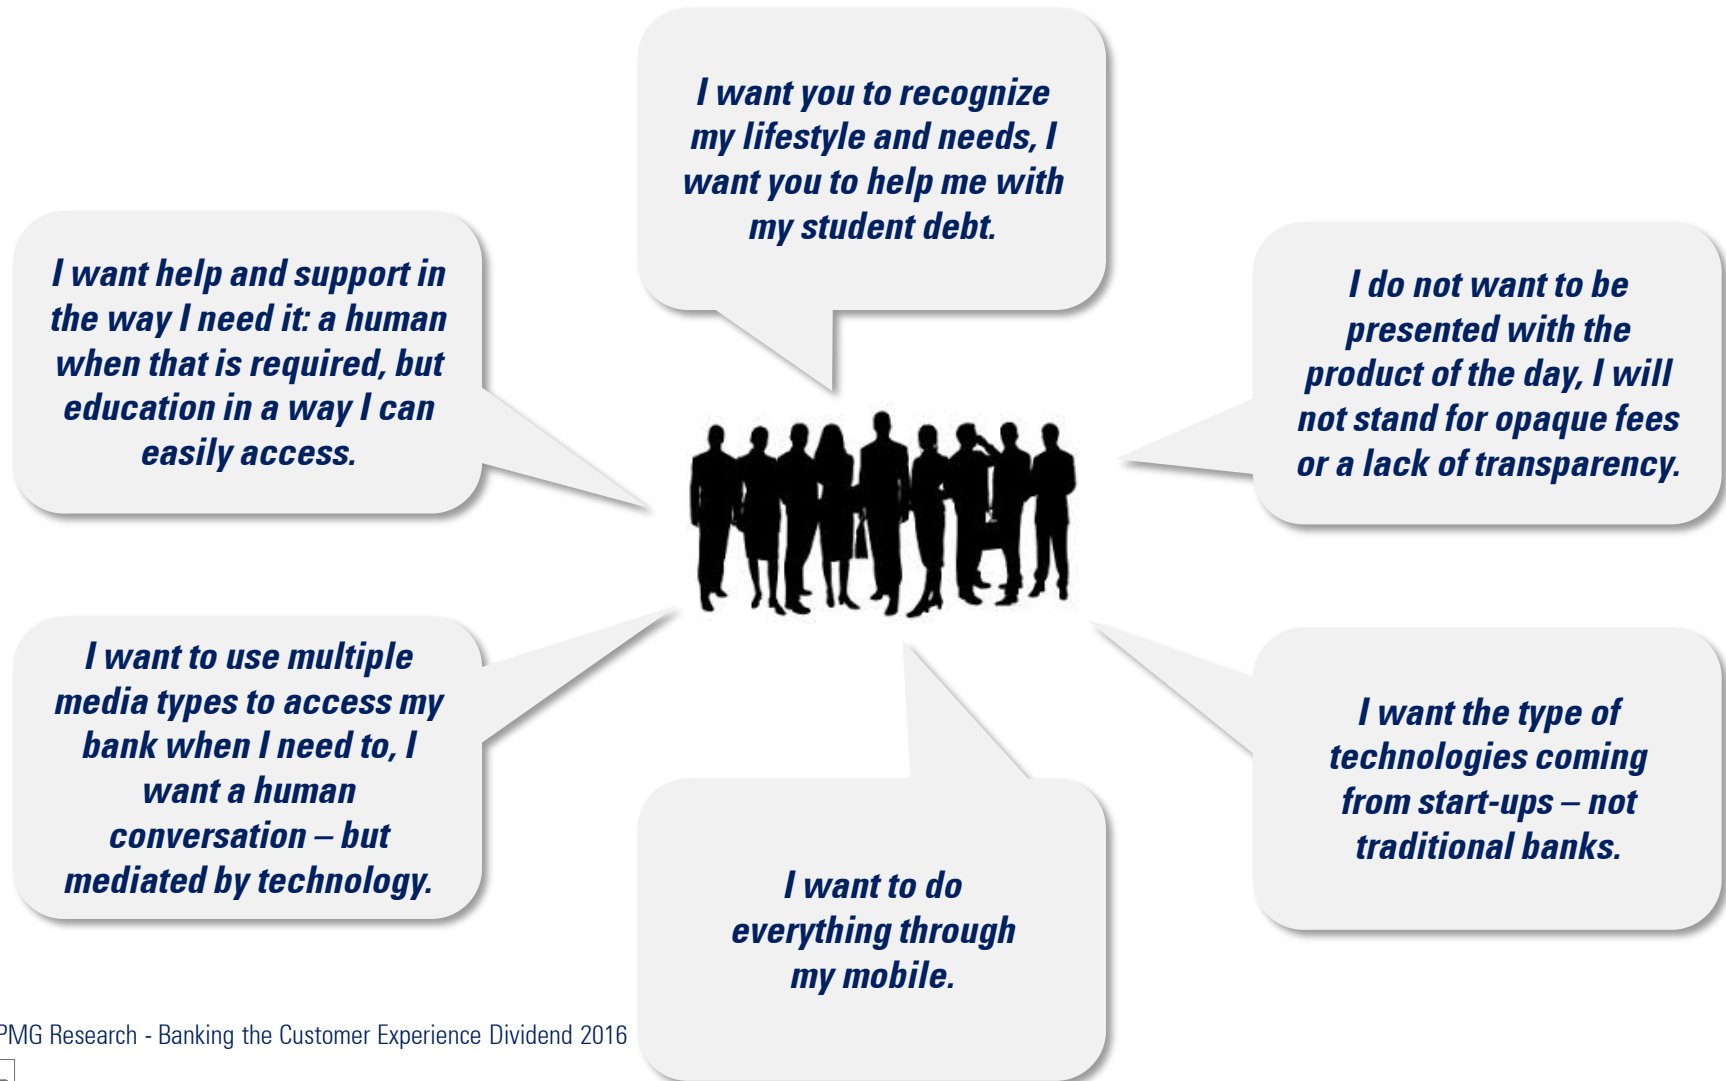 I want you to recognize
my lifestyle and needs, I
want you to help me with
my student debt.
I want help and support in
the way I need it: a human
when that is required, but
education in a way I can
easily access.
I do not want to be
presented with the
product of the day, I will
not stand for opaque fees
or a lack of transparency.
I want to use multiple
media types to access my
bank when I need to, I
want a human
conversation – but
mediated by technology.
I want the type of
technologies coming
from start-ups – not
traditional banks.
I want to do
everything through
my mobile.
PMG Research - Banking the Customer Experience Dividend 2016